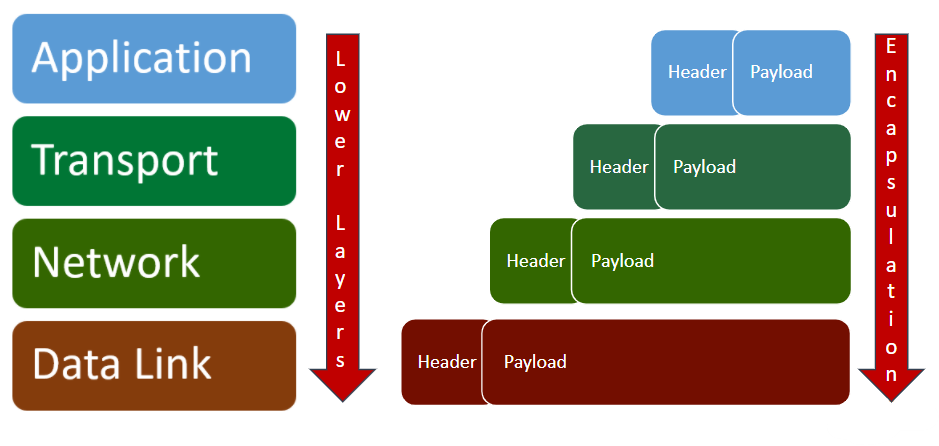 Application
Transport
Network
Data Link
Lower Layers
Header Payload
Header Payload
Header Payload
Header Payload
Encapsulation